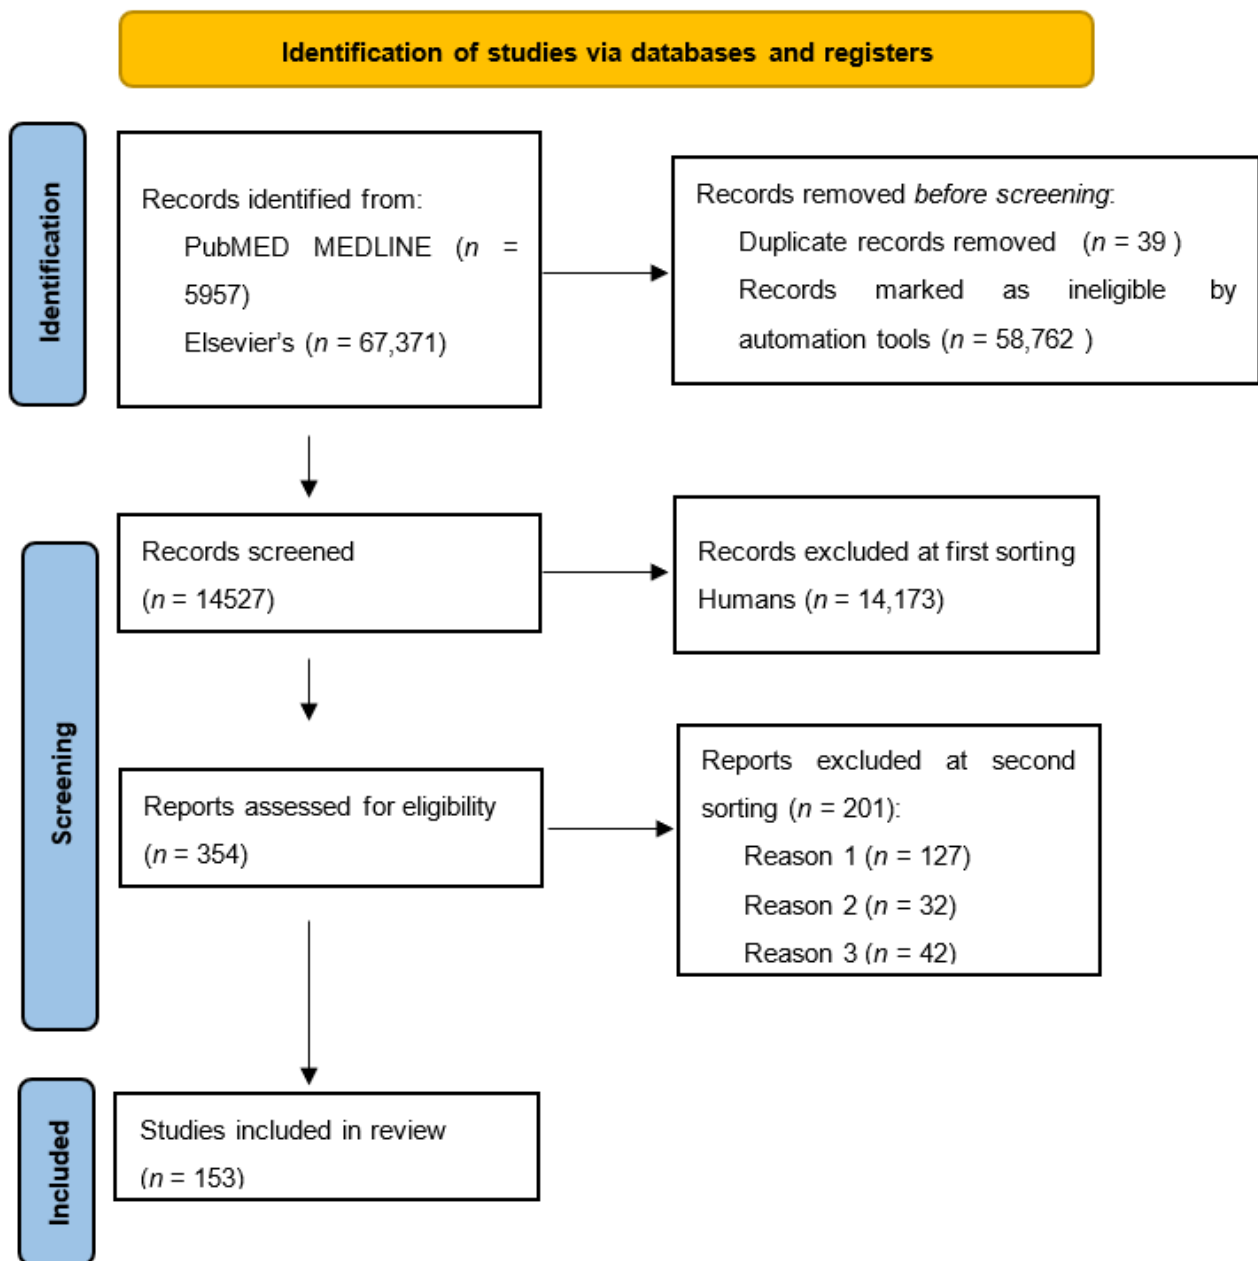 Identification of studies via databases and registers
Identification
Records identified from:
PubMED MEDLINE (n =
5957)
Elsevier's (n = 67,371)
Records removed before screening:
Duplicate records removed (n = 39 )
Records marked as ineligible by
automation tools (n = 58,762 )
Screening
Records screened
(n = 14527)
Records excluded at first sorting
Humans (n = 14,173)
Reports assessed for eligibility
(n = 354)
Reports excluded at second
sorting (n = 201):
Reason 1 (n = 127)
Reason 2 (n = 32)
Reason 3 (n = 42)
Included
Studies included in review
(n = 153)